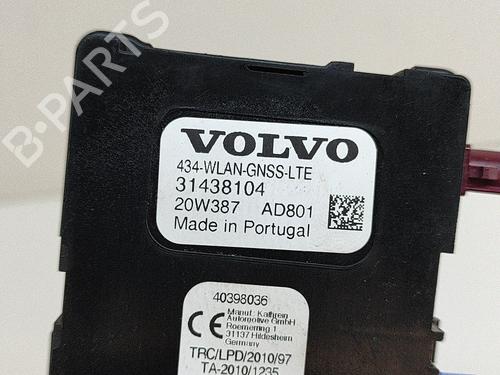 B-PARTS
VOLVO
434-WLAN-GNSS-LTE
31438104
20W387 AD801
Made in Portugal
40398036
CE
Manuf.: Kathrein
Automotive GmbH
Roemerring 1
31137 Hildesheim
Germany
TRC/LPD/2010/97
TA-2010/1235